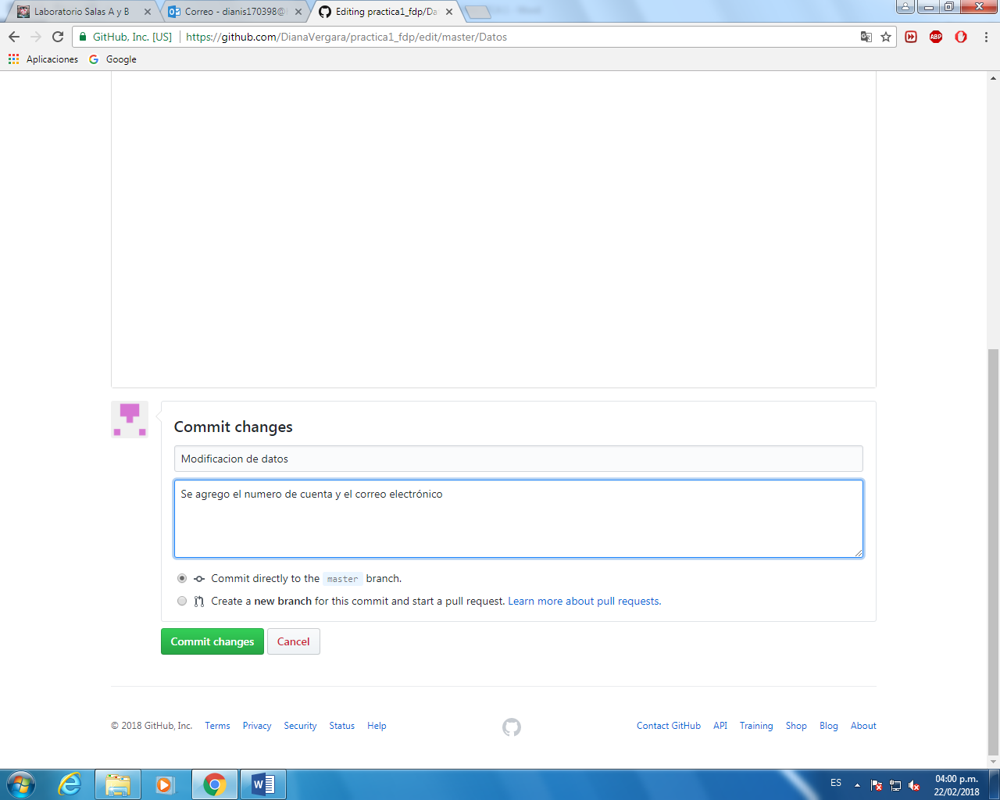 Laboratorio Salas A y B
Correo - dianis170398@
Editing practica1_fdp/Da
GitHub, Inc. [US] https://github.com/DianaVergara/practica1_fdp/edit/master/Datos
ABP
Aplicaciones Google
Commit changes
Modificacion de datos
Se agrego el numero de cuenta y el correo electrónico
Commit directly to the master branch.
Create a new branch for this commit and start a pull request. Learn more about pull requests.
Commit changes Cancel
© 2018 GitHub, Inc. Terms Privacy Security Status Help Contact GitHub API Training Shop Blog About
ES
04:00 p.m.
22/02/2018